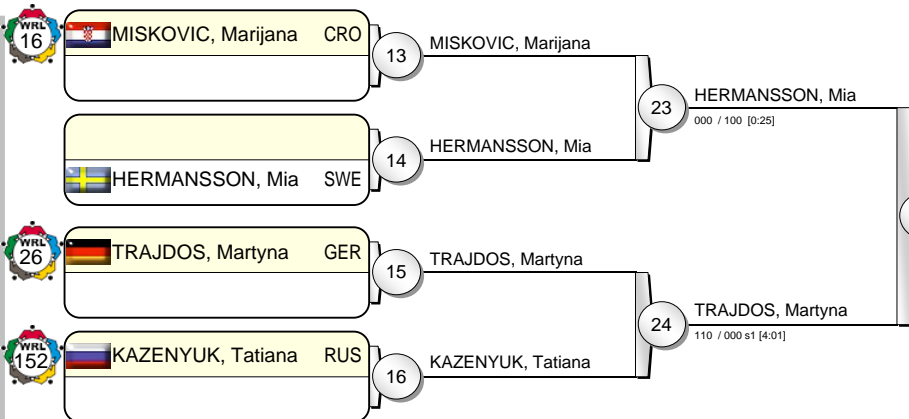 WRL
16
MISKOVIC, Marijana CRO
13
MISKOVIC, Marijana
14
HERMANSSON, Mia SWE
HERMANSSON, Mia
23
HERMANSSON, Mia
000 / 100 [0:25]
WRL
26
TRAJDOS, Martyna GER
15
TRAJDOS, Martyna
WRL
152
KAZENYUK, Tatiana RUS
16
KAZENYUK, Tatiana
24
TRAJDOS, Martyna
110 / 000 s1 [4:01]